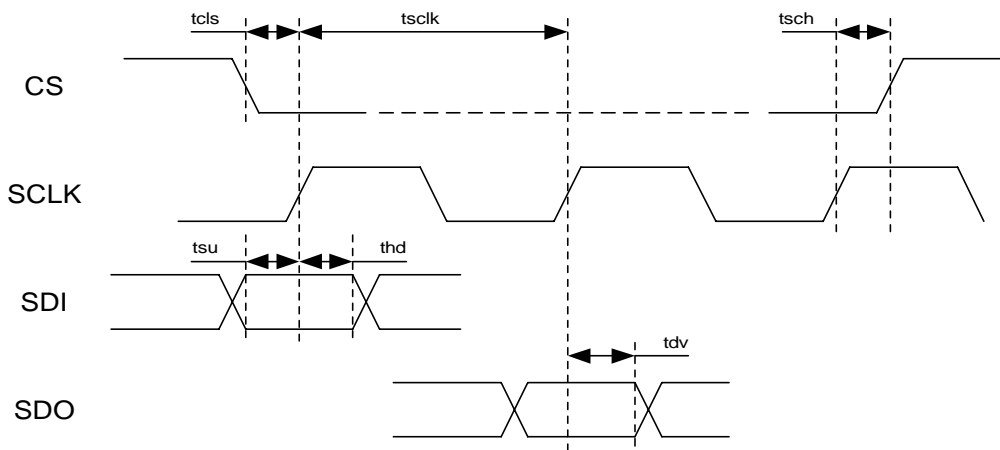 tcls
tsclk
tsch
CS
SCLK
tsu
thd
SDI
tdv
SDO